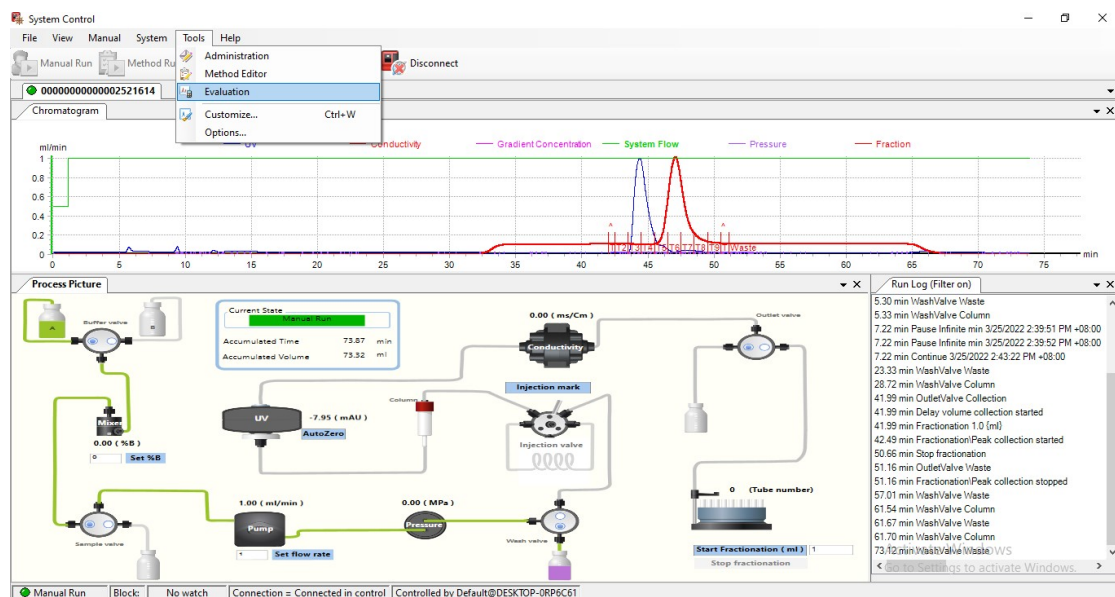 System Control
File View Manual System Tools Help
Manual Run Method Ru Disconnect
Administration
Method Editor
Evaluation
Customize... Ctrl+W
Options...
00000000000002521614
Chromatogram
ml/min
UV Conductivity Gradient Concentration System Flow Pressure Fraction
1
0.8
0.6
0.4
0.2
0
T2 T3 T4 T5 T6 T7 T8 T9 T Waste
0 5 10 15 20 25 30 35 40 45 50 55 60 65 70 75 min
Process Picture
Current State
Manual Run
Accumulated Time 73.87 min
Accumulated Volume 73.32 ml
A
B
Buffer valve
Mixer
0.00 ( %B )
0 Set %B
Sample valve
UV
-7.95 (mAU )
AutoZero
Column
0.00 ( ms/Cm )
Conductivity
Injection mark
Injection valve
Outlet valve
1.00 ( ml/min )
Pump
1 Set flow rate
0.00 (MPa )
Pressure
Wash valve
0 (Tube number)
Start Fractionation ( ml ) 1
Stop fractionation
Run Log (Filter on)
5.30 min WashValve Waste
5.33 min WashValve Column
7.22 min Pause Infinite min 3/25/2022 2:39:51 PM +08:00
7.22 min Pause Infinite min 3/25/2022 2:39:52 PM +08:00
7.22 min Continue 3/25/2022 2:43:22 PM +08:00
23.33 min WashValve Waste
28.72 min WashValve Column
41.99 min OutletValve Collection
41.99 min Delay volume collection started
41.99 min Fractionation 1.0 {ml}
42.49 min Fractionation\Peak collection started
50.66 min Stop fractionation
51.16 min OutletValve Waste
51.16 min Fractionation\Peak collection stopped
57.01 min WashValve Waste
61.54 min WashValve Column
61.67 min WashValve Waste
61.70 min WashValve Column
73.12 min WashValve Waste
Activate Windows
Go to Settings to activate Windows.
Manual Run Block: No watch Connection = Connected in control Controlled by Default@DESKTOP-0RP6C61